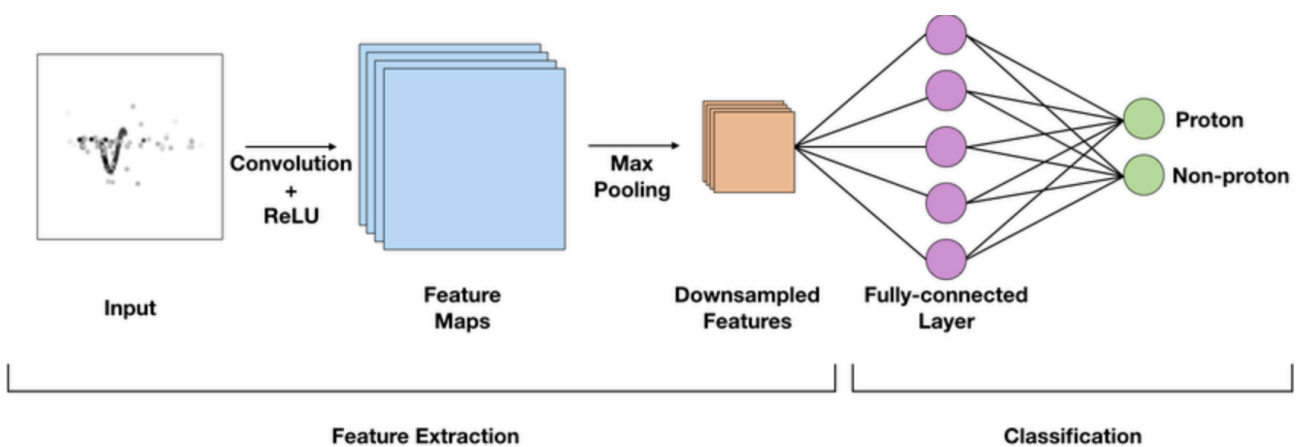 Convolution
+
ReLU
Max
Pooling
Proton
Non-proton
Input
Feature
Maps
Downsampled
Features
Fully-connected
Layer
Feature Extraction
Classification